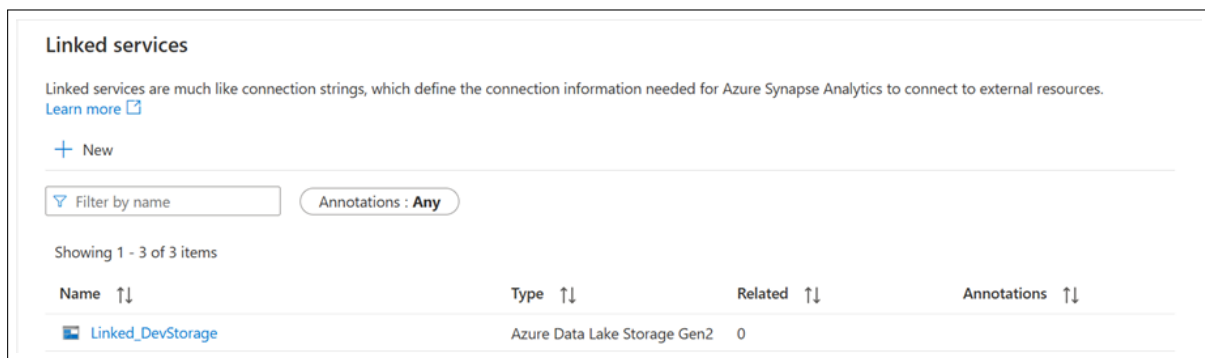 Linked services
Linked services are much like connection strings, which define the connection information needed for Azure Synapse Analytics to connect to external resources.
Learn more
New
Filter by name Annotations : Any
Showing 1 - 3 of 3 items
Name Type Related Annotations
Linked_DevStorage Azure Data Lake Storage Gen2 0